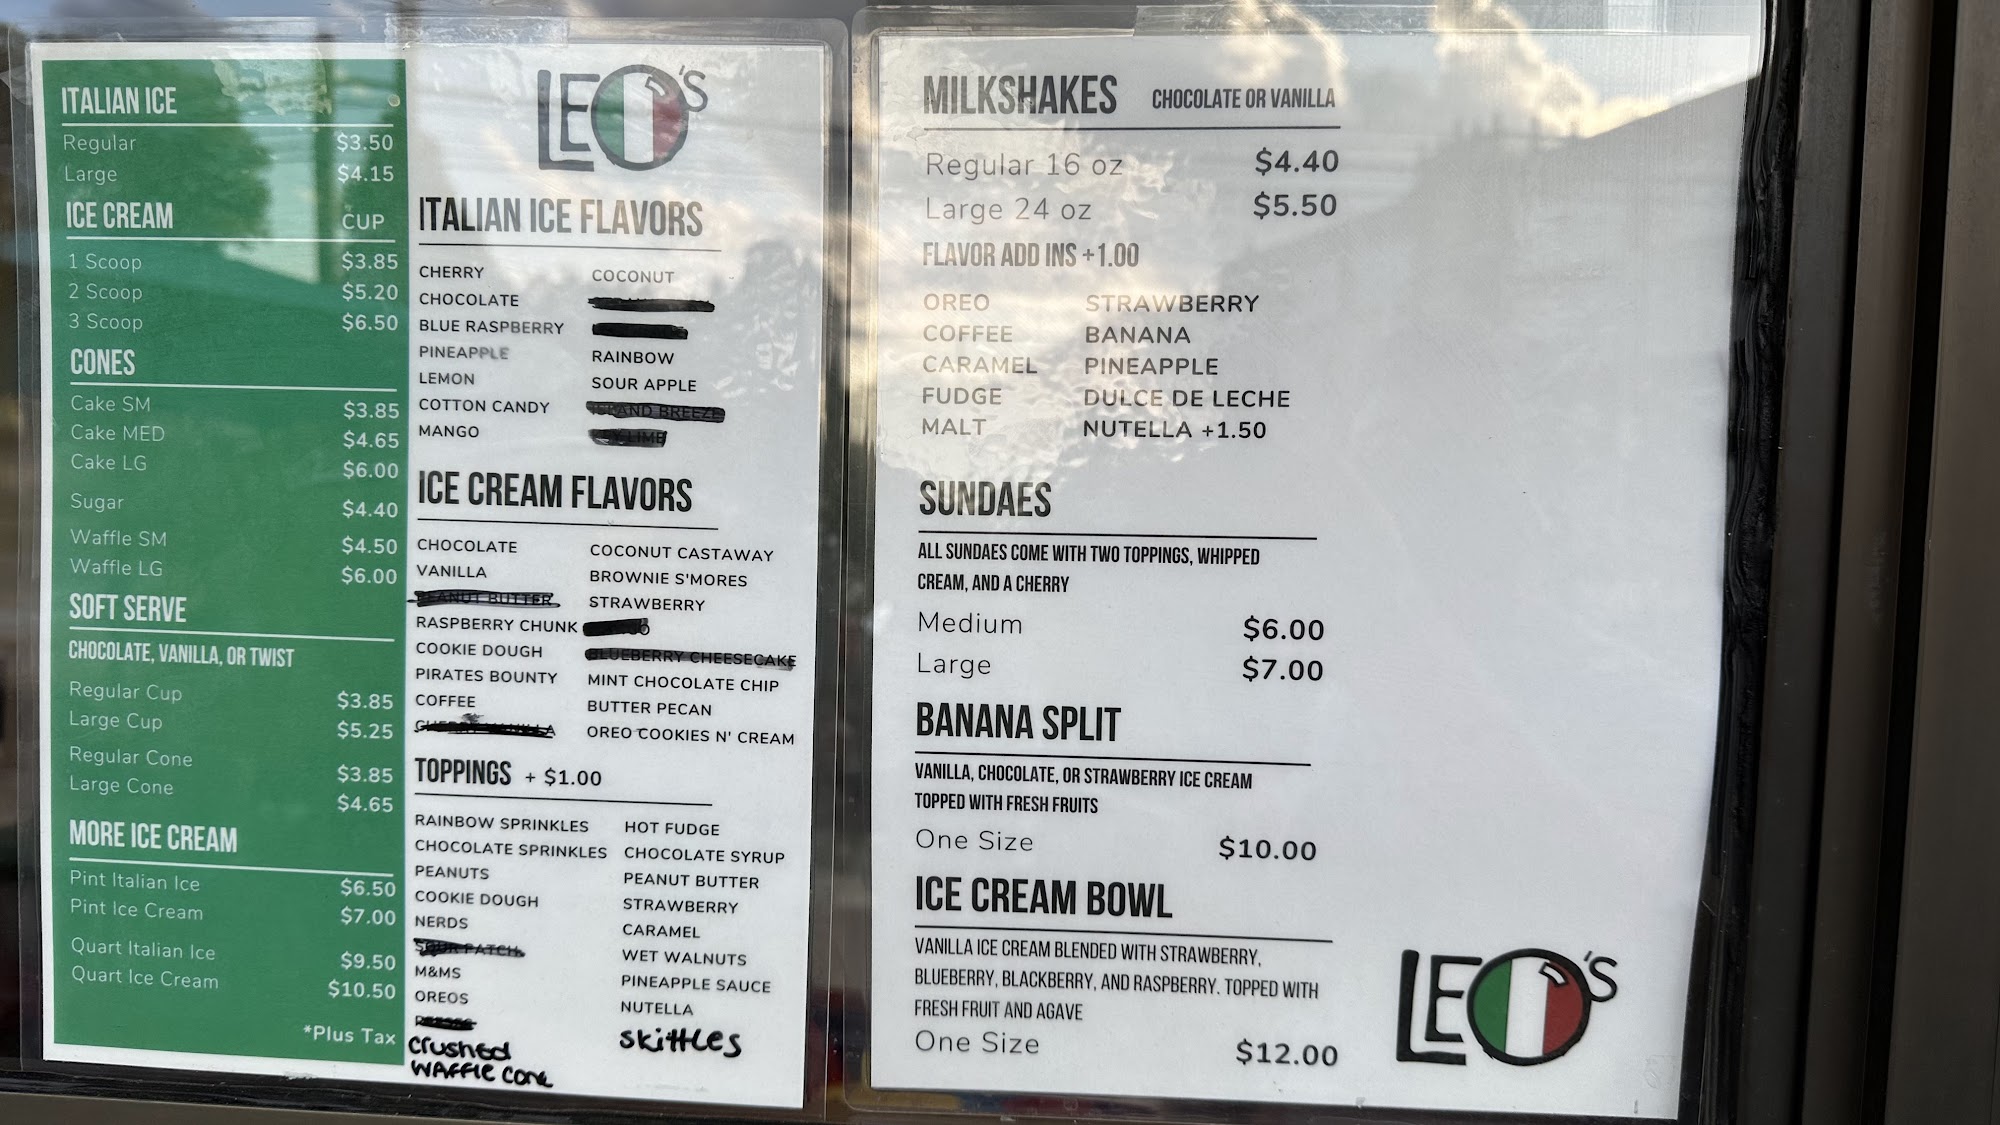 ITALIAN ICE
Regular $3.50
Large $4.15
ICE CREAM CUP
1 Scoop $3.85
2 Scoop $5.20
3 Scoop $6.50
CONES
Cake SM $3.85
Cake MED $4.65
Cake LG $6.00
Sugar $4.40
Waffle SM $4.50
Waffle LG $6.00
SOFT SERVE
CHOCOLATE, VANILLA, OR TWIST
Regular Cup $3.85
Large Cup $5.25
Regular Cone $3.85
Large Cone $4.65
MORE ICE CREAM
Pint Italian Ice $6.50
Pint Ice Cream $7.00
Quart Italian Ice $9.50
Quart Ice Cream $10.50
*Plus Tax
LEO'S
ITALIAN ICE FLAVORS
CHERRY
CHOCOLATE
BLUE RASPBERRY
PINEAPPLE
LEMON
COTTON CANDY
MANGO
COCONUT
RAINBOW
SOUR APPLE
ISLAND BREEZE
ICE CREAM FLAVORS
CHOCOLATE
VANILLA
PEANUT BUTTER
RASPBERRY CHUNK
COOKIE DOUGH
PIRATES BOUNTY
COFFEE
COCONUT CASTAWAY
BROWNIE S'MORES
STRAWBERRY
BLUEBERRY CHEESECAKE
MINT CHOCOLATE CHIP
BUTTER PECAN
OREO COOKIES N' CREAM
TOPPINGS + $1.00
RAINBOW SPRINKLES
CHOCOLATE SPRINKLES
PEANUTS
COOKIE DOUGH
NERDS
SOUR PATCH
M&MS
OREOS
crushed
WAFFle cone
HOT FUDGE
CHOCOLATE SYRUP
PEANUT BUTTER
STRAWBERRY
CARAMEL
WET WALNUTS
PINEAPPLE SAUCE
NUTELLA
skittles
MILKSHAKES CHOCOLATE OR VANILLA
Regular 16 oz $4.40
Large 24 oz $5.50
FLAVOR ADD INS +1.00
OREO STRAWBERRY
COFFEE BANANA
CARAMEL PINEAPPLE
FUDGE DULCE DE LECHE
MALT NUTELLA +1.50
SUNDAES
ALL SUNDAES COME WITH TWO TOPPINGS, WHIPPED
CREAM, AND A CHERRY
Medium $6.00
Large $7.00
BANANA SPLIT
VANILLA, CHOCOLATE, OR STRAWBERRY ICE CREAM
TOPPED WITH FRESH FRUITS
One Size $10.00
ICE CREAM BOWL
VANILLA ICE CREAM BLENDED WITH STRAWBERRY,
BLUEBERRY, BLACKBERRY, AND RASPBERRY. TOPPED WITH
FRESH FRUIT AND AGAVE
One Size $12.00
LEO'S